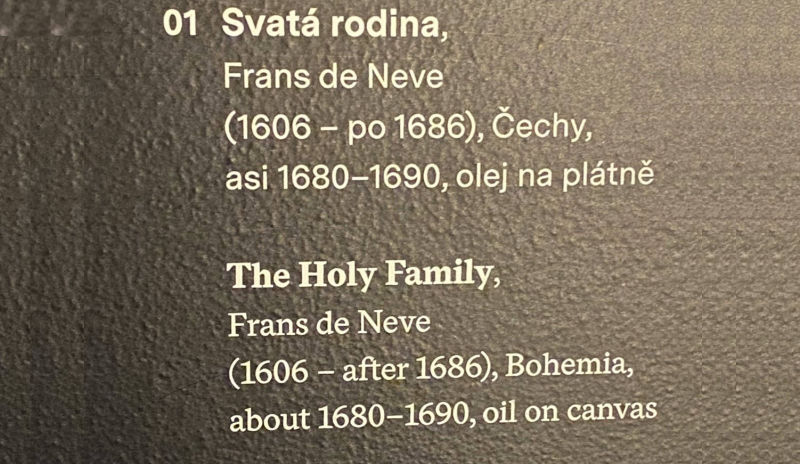 01 Svatá rodina,
Frans de Neve
(1606 – po 1686), Čechy,
asi 1680–1690, olej na plátně
The Holy Family,
Frans de Neve
(1606 – after 1686), Bohemia,
about 1680–1690, oil on canvas